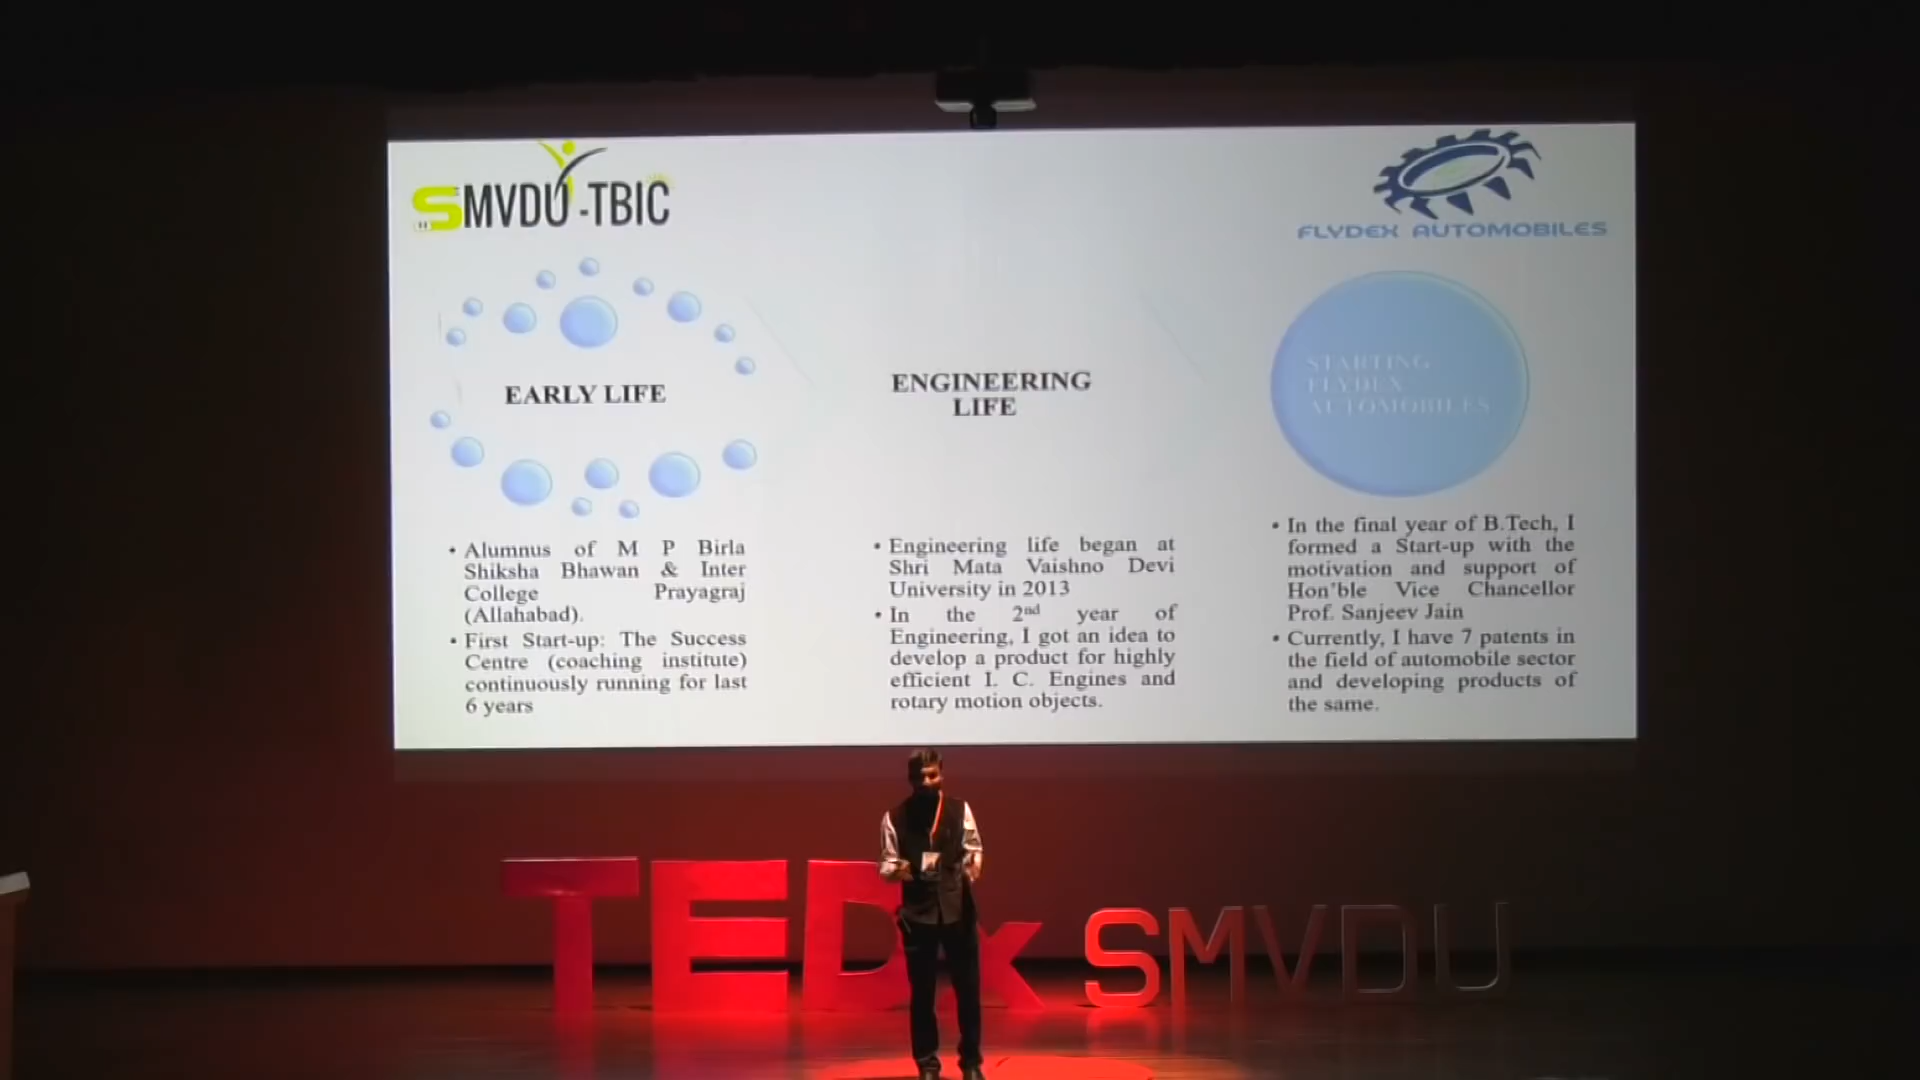 SMVDU-TBIC
FLYDEX AUTOMOBILES
EARLY LIFE
• Alumnus of M P Birla
Shiksha Bhawan & Inter
College Prayagraj
(Allahabad).
• First Start-up: The Success
Centre (coaching institute)
continuously running for last
6 years
ENGINEERING
LIFE
• Engineering life began at
Shri Mata Vaishno Devi
University in 2013
• In the 2nd year of
Engineering, I got an idea to
develop a product for highly
efficient I. C. Engines and
rotary motion objects.
STARTING
FLYDEX
AUTOMOBILES
• In the final year of B.Tech, I
formed a Start-up with the
motivation and support of
Hon'ble Vice Chancellor
Prof. Sanjeev Jain
• Currently, I have 7 patents in
the field of automobile sector
and developing products of
the same.
TEDx SMVDU